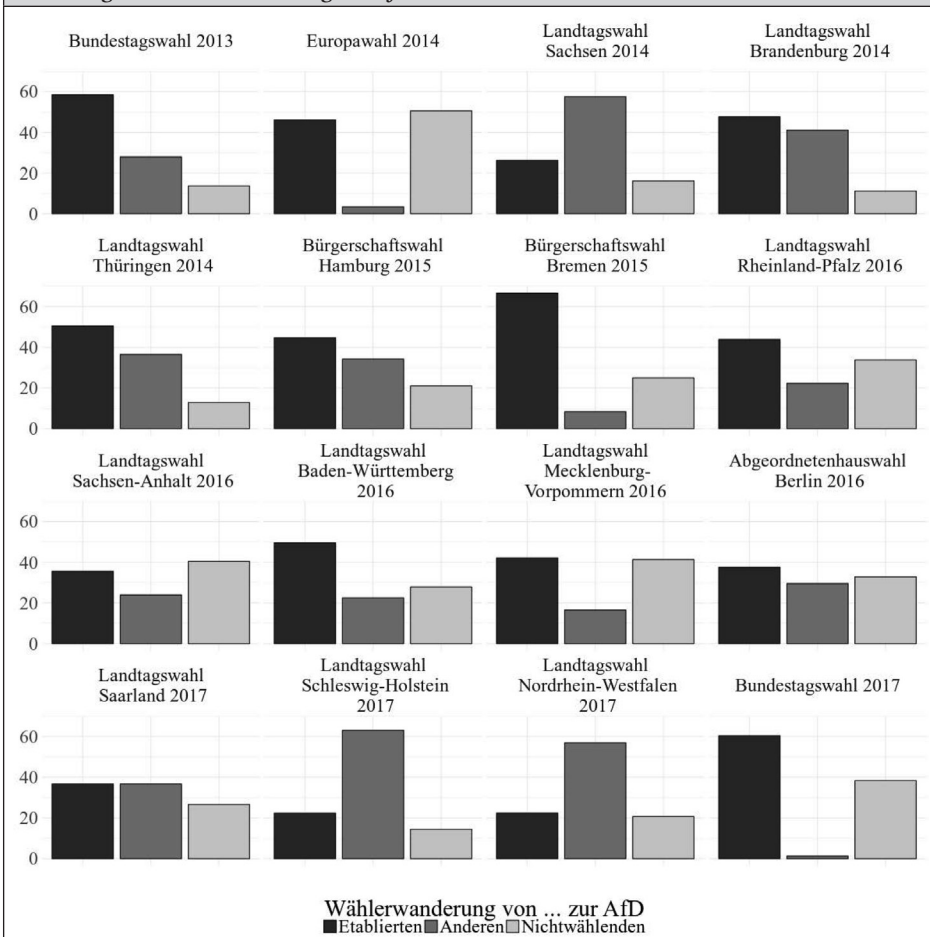 Bundestagswahl 2013
Europawahl 2014
Landtagswahl
Sachsen 2014
Landtagswahl
Brandenburg 2014
60
40
20
0
Landtagswahl
Thüringen 2014
Bürgerschaftswahl
Hamburg 2015
Bürgerschaftswahl
Bremen 2015
Landtagswahl
Rheinland-Pfalz 2016
60
40
20
0
Landtagswahl
Sachsen-Anhalt 2016
Landtagswahl
Baden-Württemberg
2016
Landtagswahl
Mecklenburg-
Vorpommern 2016
Abgeordnetenhauswahl
Berlin 2016
60
40
20
0
Landtagswahl
Saarland 2017
Landtagswahl
Schleswig-Holstein
2017
Landtagswahl
Nordrhein-Westfalen
2017
Bundestagswahl 2017
60
40
20
0
Wählerwanderung von ... zur AfD
Etablierten Anderen Nichtwählenden